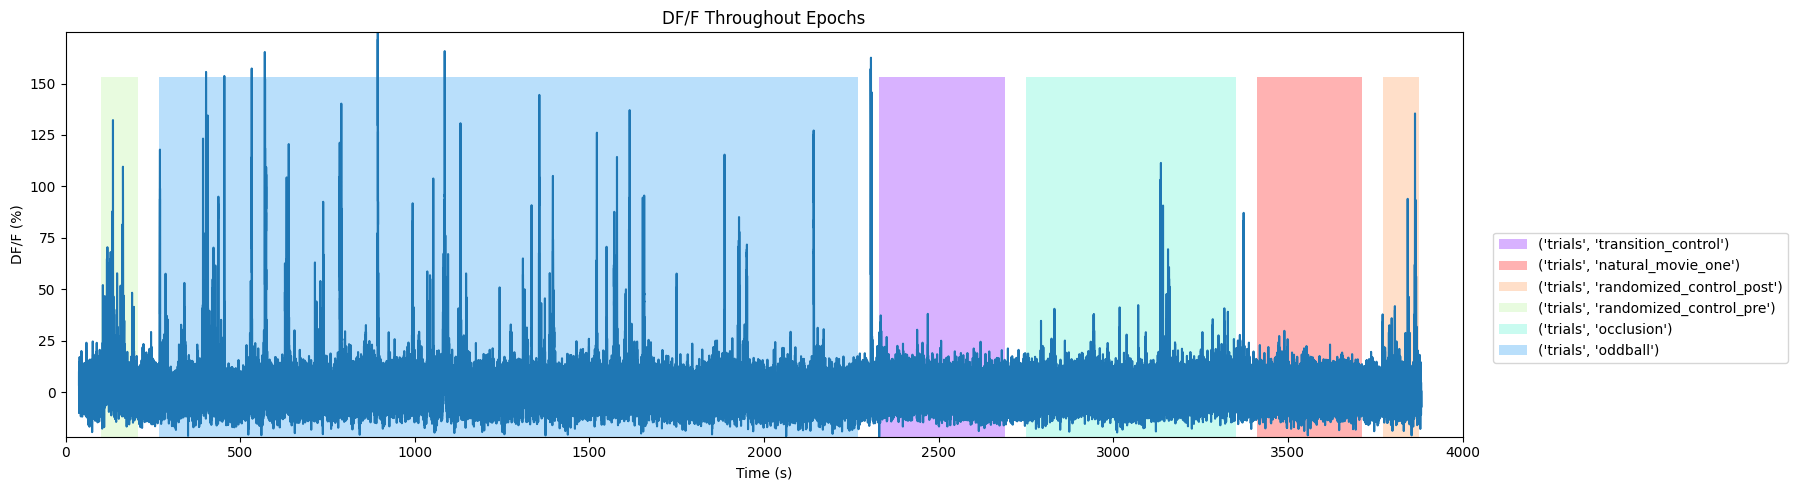 DF/F Throughout Epochs
DF/F (%)
150
125
100
75
50
25
0
0 500 1000 1500 2000 2500 3000 3500 4000
Time (s)
('trials', 'transition_control')
('trials', 'natural_movie_one')
('trials', 'randomized_control_post')
('trials', 'randomized_control_pre')
('trials', 'occlusion')
('trials', 'oddball')